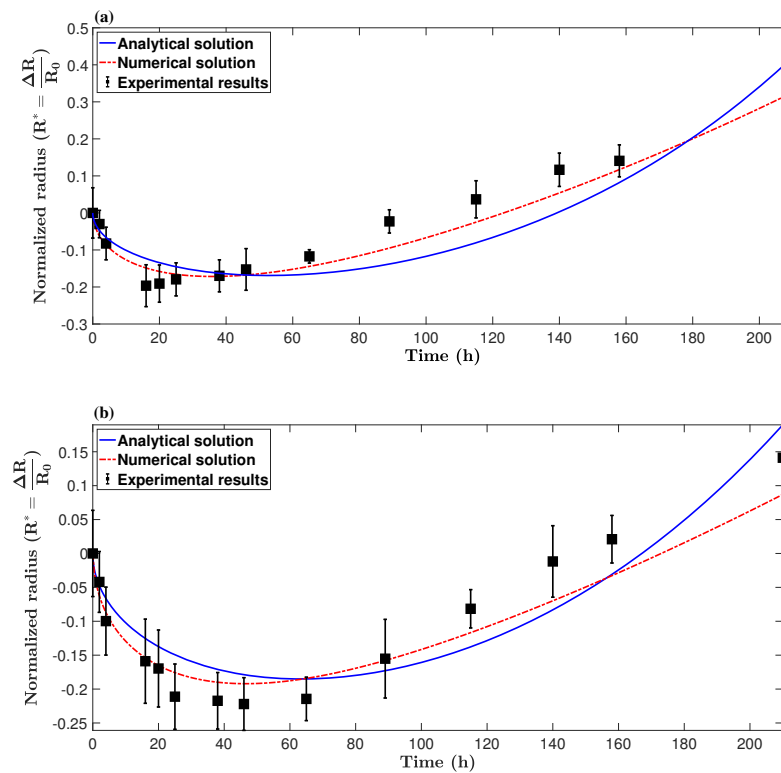 (a)
0.5
0.4
0.3
0.2
0.1
0
-0.1
-0.2
-0.3
Normalized radius (R* = ΔR/R₀)
Analytical solution
Numerical solution
Experimental results
0 20 40 60 80 100 120 140 160 180 200
Time (h)
(b)
0.15
0.1
0.05
0
-0.05
-0.1
-0.15
-0.2
-0.25
Normalized radius (R* = ΔR/R₀)
Analytical solution
Numerical solution
Experimental results
0 20 40 60 80 100 120 140 160 180 200
Time (h)